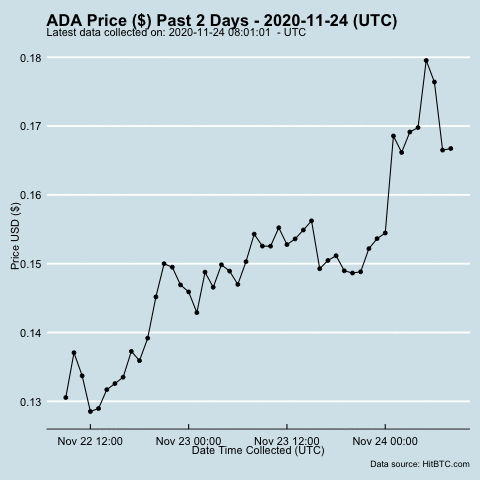 ADA Price ($) Past 2 Days - 2020-11-24 (UTC)
Latest data collected on: 2020-11-24 08:01:01 - UTC
0.18
0.17
0.16
0.15
0.14
0.13
Price USD ($)
Nov 22 12:00 Nov 23 00:00 Nov 23 12:00 Nov 24 00:00
Date Time Collected (UTC)
Data source: HitBTC.com